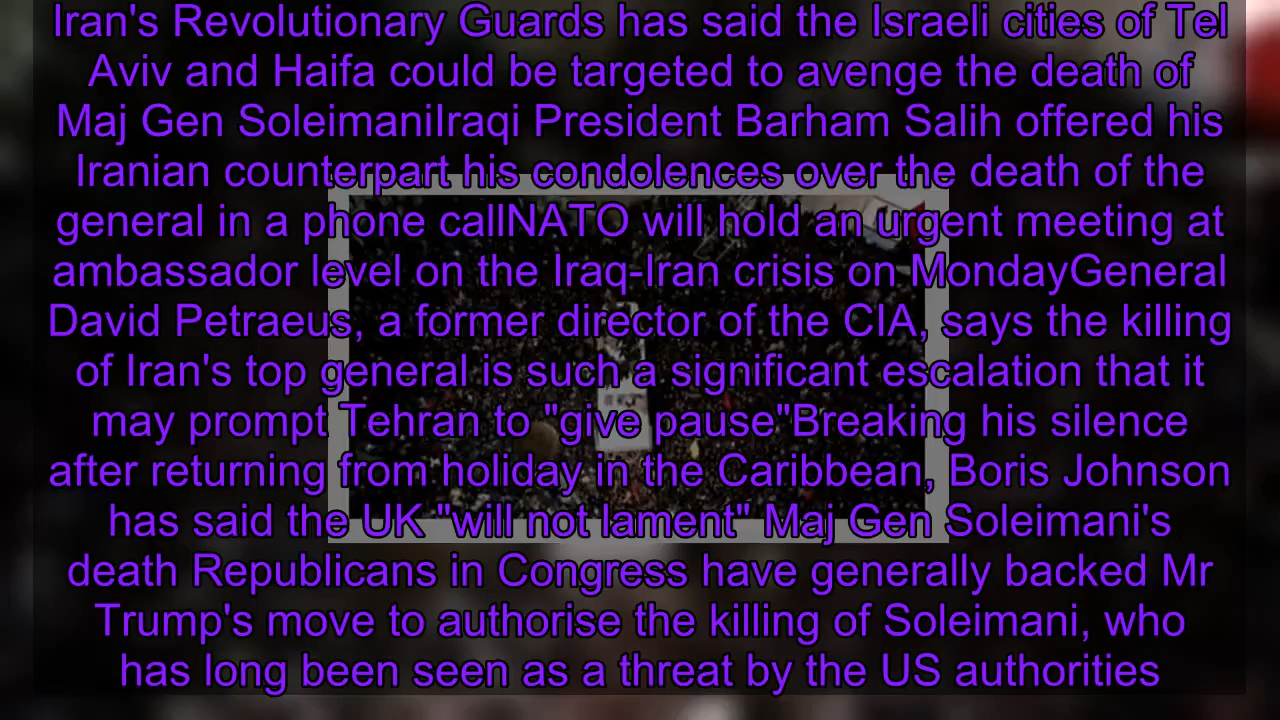 Iran's Revolutionary Guards has said the Israeli cities of Tel
Aviv and Haifa could be targeted to avenge the death of
Maj Gen SoleimaniIraqi President Barham Salih offered his
Iranian counterpart his condolences over the death of the
general in a phone callNATO will hold an urgent meeting at
ambassador level on the Iraq-Iran crisis on MondayGeneral
David Petraeus, a former director of the CIA, says the killing
of Iran's top general is such a significant escalation that it
may prompt Tehran to "give pause"Breaking his silence
after returning from holiday in the Caribbean, Boris Johnson
has said the UK "will not lament" Maj Gen Soleimani's
death Republicans in Congress have generally backed Mr
Trump's move to authorise the killing of Soleimani, who
has long been seen as a threat by the US authorities